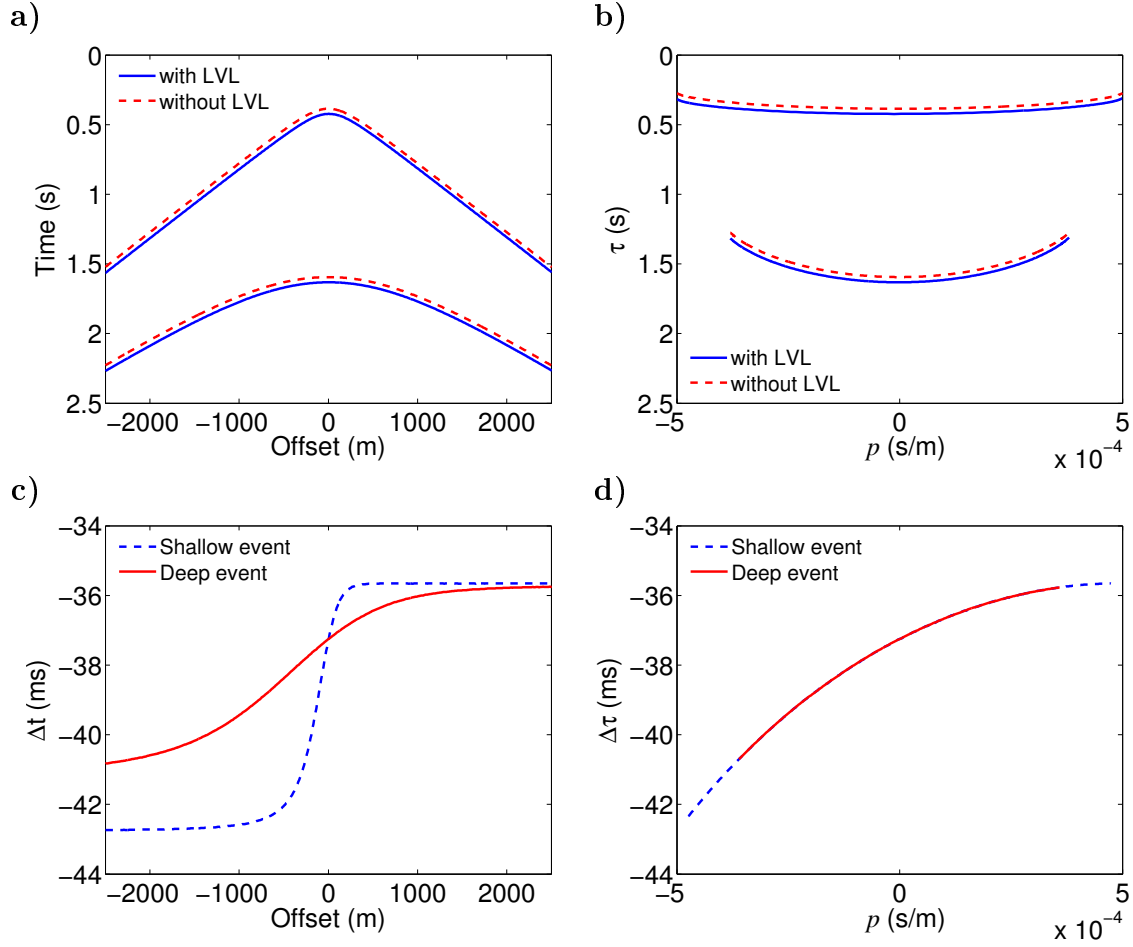 a)
0
0.5
1
1.5
2
2.5
Time (s)
with LVL
without LVL
−2000 −1000 0 1000 2000
Offset (m)
b)
0
0.5
1
1.5
2
2.5
τ (s)
with LVL
without LVL
−5 0 5
p (s/m)
x 10⁻⁴
c)
−34
−36
−38
−40
−42
−44
Δt (ms)
Shallow event
Deep event
−2000 −1000 0 1000 2000
Offset (m)
d)
−34
−36
−38
−40
−42
−44
Δτ (ms)
Shallow event
Deep event
−5 0 5
p (s/m)
x 10⁻⁴